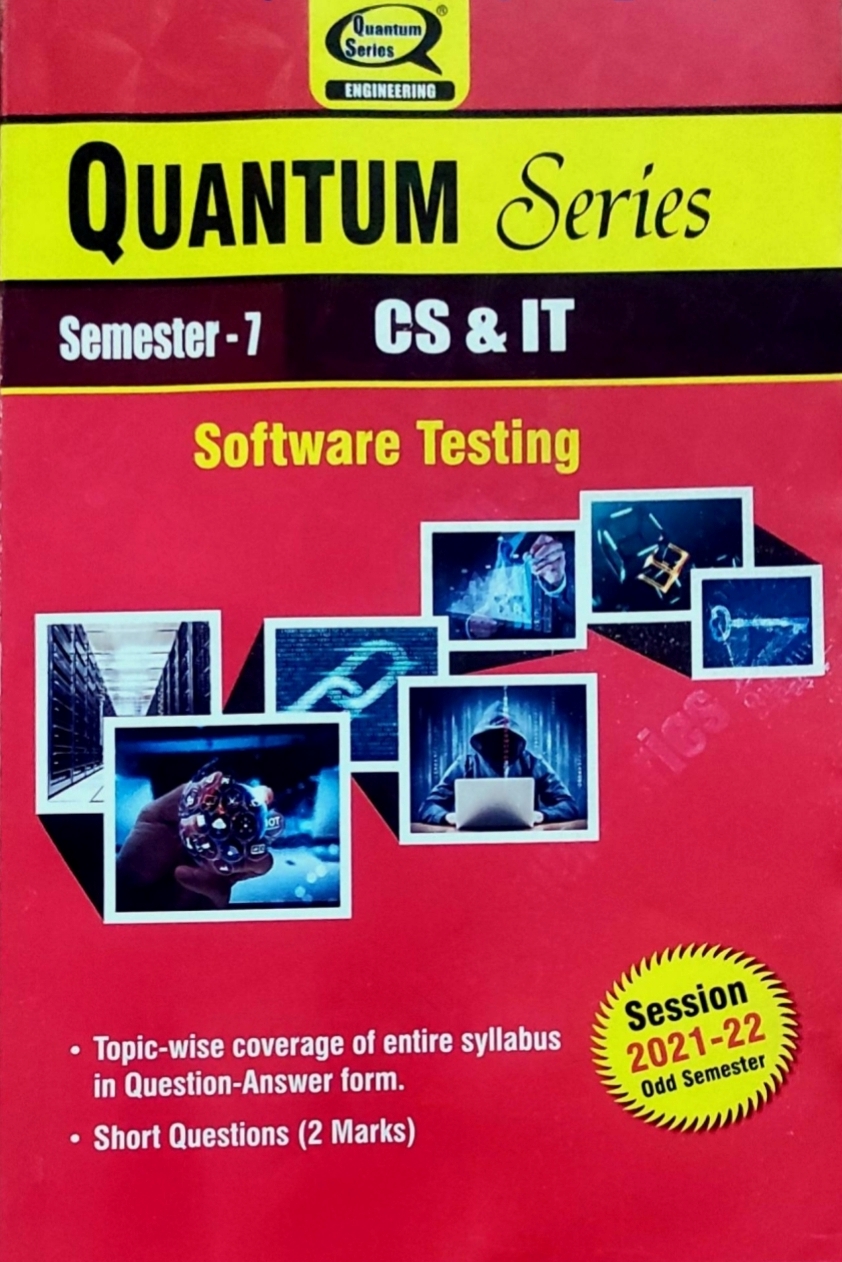 Quantum
Series
®
ENGINEERING
QUANTUM Series
Semester - 7 CS & IT
Software Testing
IOT
• Topic-wise coverage of entire syllabus
in Question-Answer form.
• Short Questions (2 Marks)
Session
2021-22
Odd Semester